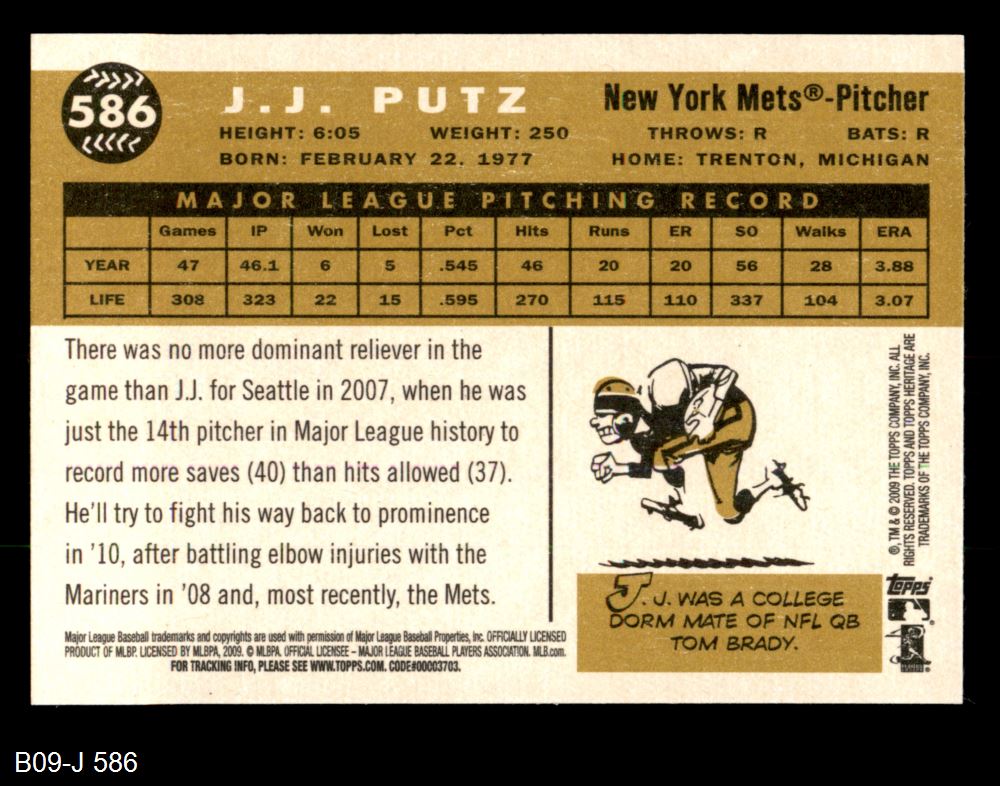 586
J.J. PUTZ
New York Mets®-Pitcher
HEIGHT: 6:05 WEIGHT: 250 THROWS: R BATS: R
BORN: FEBRUARY 22, 1977 HOME: TRENTON, MICHIGAN
MAJOR LEAGUE PITCHING RECORD
Games IP Won Lost Pct Hits Runs ER SO Walks ERA
YEAR 47 46.1 6 5 .545 46 20 20 56 28 3.88
LIFE 308 323 22 15 .595 270 115 110 337 104 3.07
There was no more dominant reliever in the
game than J.J. for Seattle in 2007, when he was
just the 14th pitcher in Major League history to
record more saves (40) than hits allowed (37).
He'll try to fight his way back to prominence
in '10, after battling elbow injuries with the
Mariners in '08 and, most recently, the Mets.
Major League Baseball trademarks and copyrights are used with permission of Major League Baseball Properties, Inc. OFFICIALLY LICENSED
PRODUCT OF MLBP. LICENSED BY MLBPA, 2009. © MLBPA. OFFICIAL LICENSEE – MAJOR LEAGUE BASEBALL PLAYERS ASSOCIATION. MLB.com.
FOR TRACKING INFO, PLEASE SEE WWW.TOPPS.COM. CODE#00003703.
J. J. WAS A COLLEGE
DORM MATE OF NFL QB
TOM BRADY.
®, TM & © 2009 THE TOPPS COMPANY, INC. ALL
RIGHTS RESERVED. TOPPS AND TOPPS HERITAGE ARE
TRADEMARKS OF THE TOPPS COMPANY, INC.
topps
B09-J 586